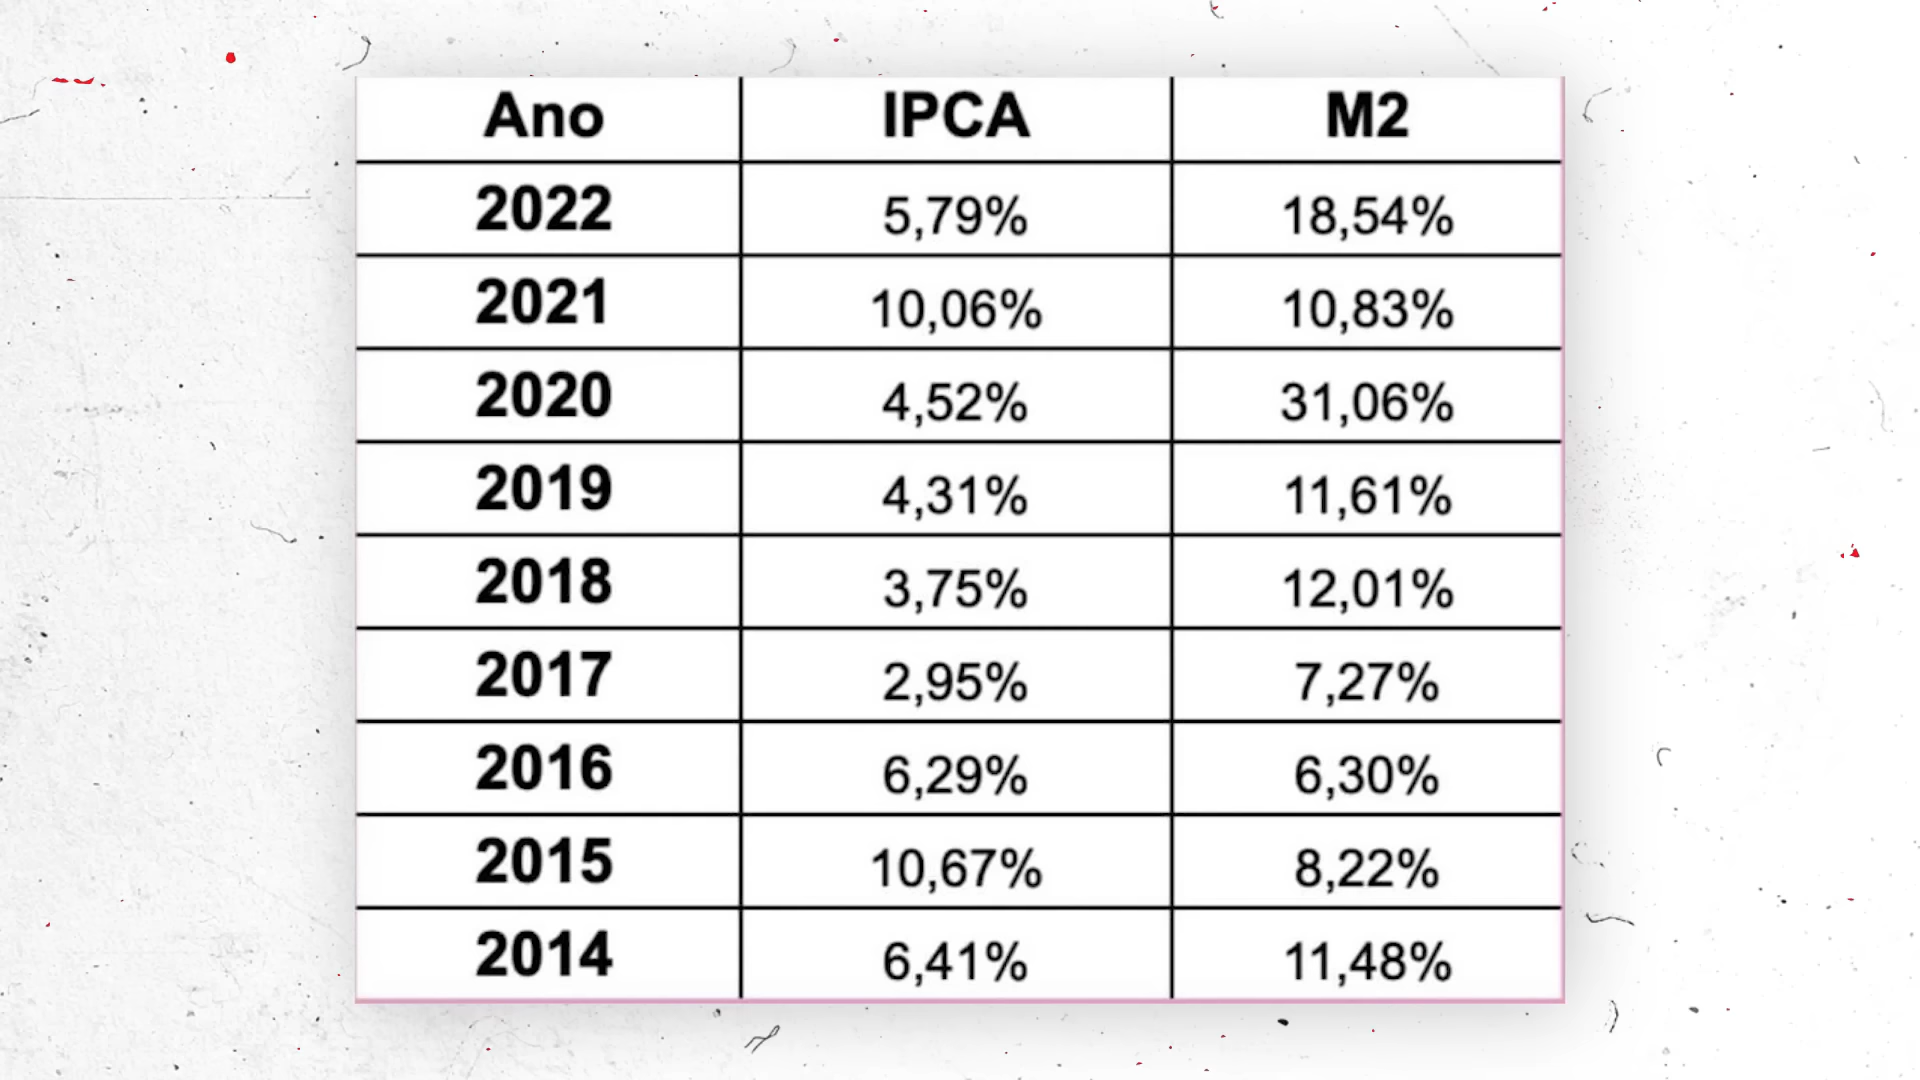 Ano IPCA M2
2022 5,79% 18,54%
2021 10,06% 10,83%
2020 4,52% 31,06%
2019 4,31% 11,61%
2018 3,75% 12,01%
2017 2,95% 7,27%
2016 6,29% 6,30%
2015 10,67% 8,22%
2014 6,41% 11,48%